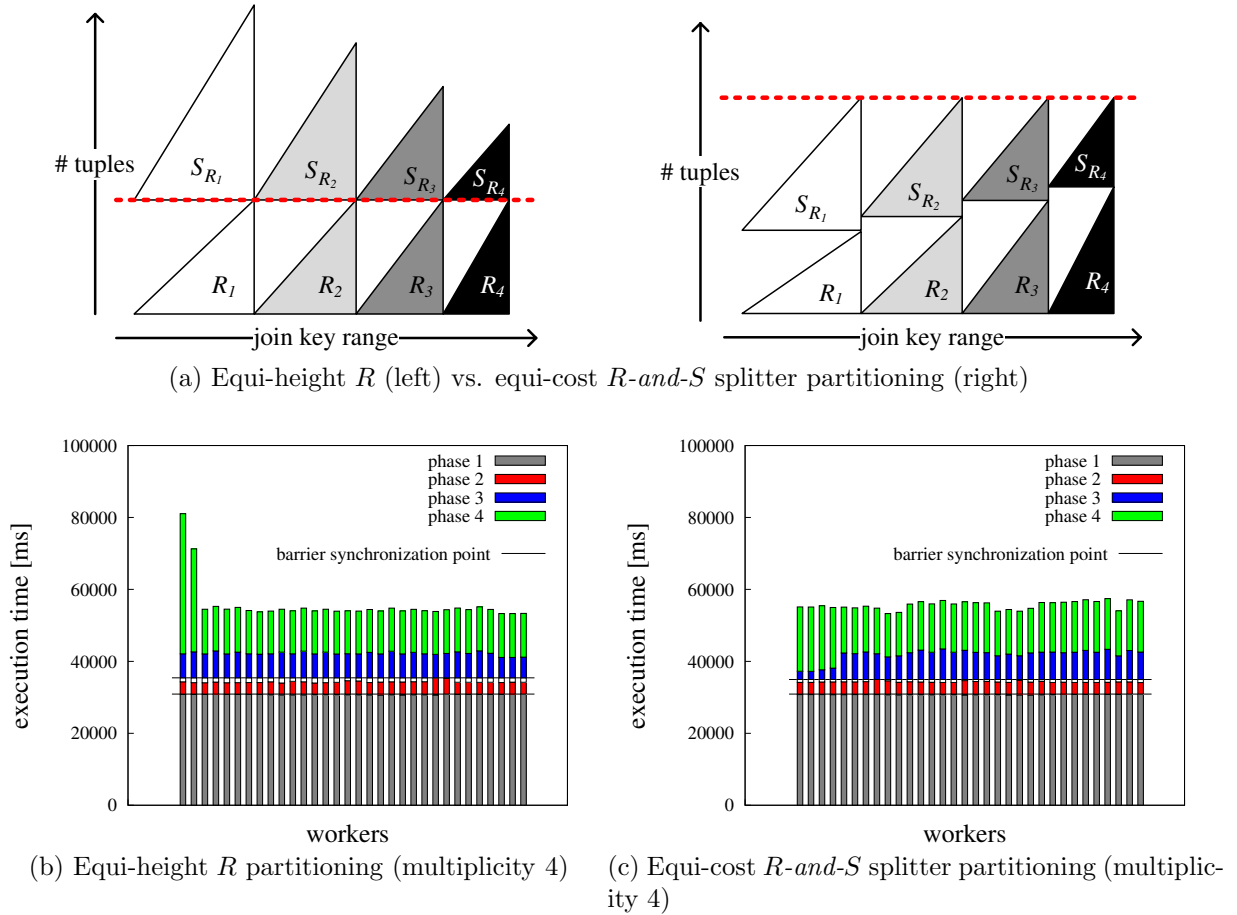 # tuples
S_{R_1}
S_{R_2}
S_{R_3}
S_{R_4}
R_1
R_2
R_3
R_4
join key range
# tuples
S_{R_1}
S_{R_2}
S_{R_3}
S_{R_4}
R_1
R_2
R_3
R_4
join key range
(a) Equi-height R (left) vs. equi-cost R-and-S splitter partitioning (right)
execution time [ms]
100000
80000
60000
40000
20000
0
phase 1
phase 2
phase 3
phase 4
barrier synchronization point
workers
(b) Equi-height R partitioning (multiplicity 4)
execution time [ms]
100000
80000
60000
40000
20000
0
phase 1
phase 2
phase 3
phase 4
barrier synchronization point
workers
(c) Equi-cost R-and-S splitter partitioning (multiplic-
ity 4)